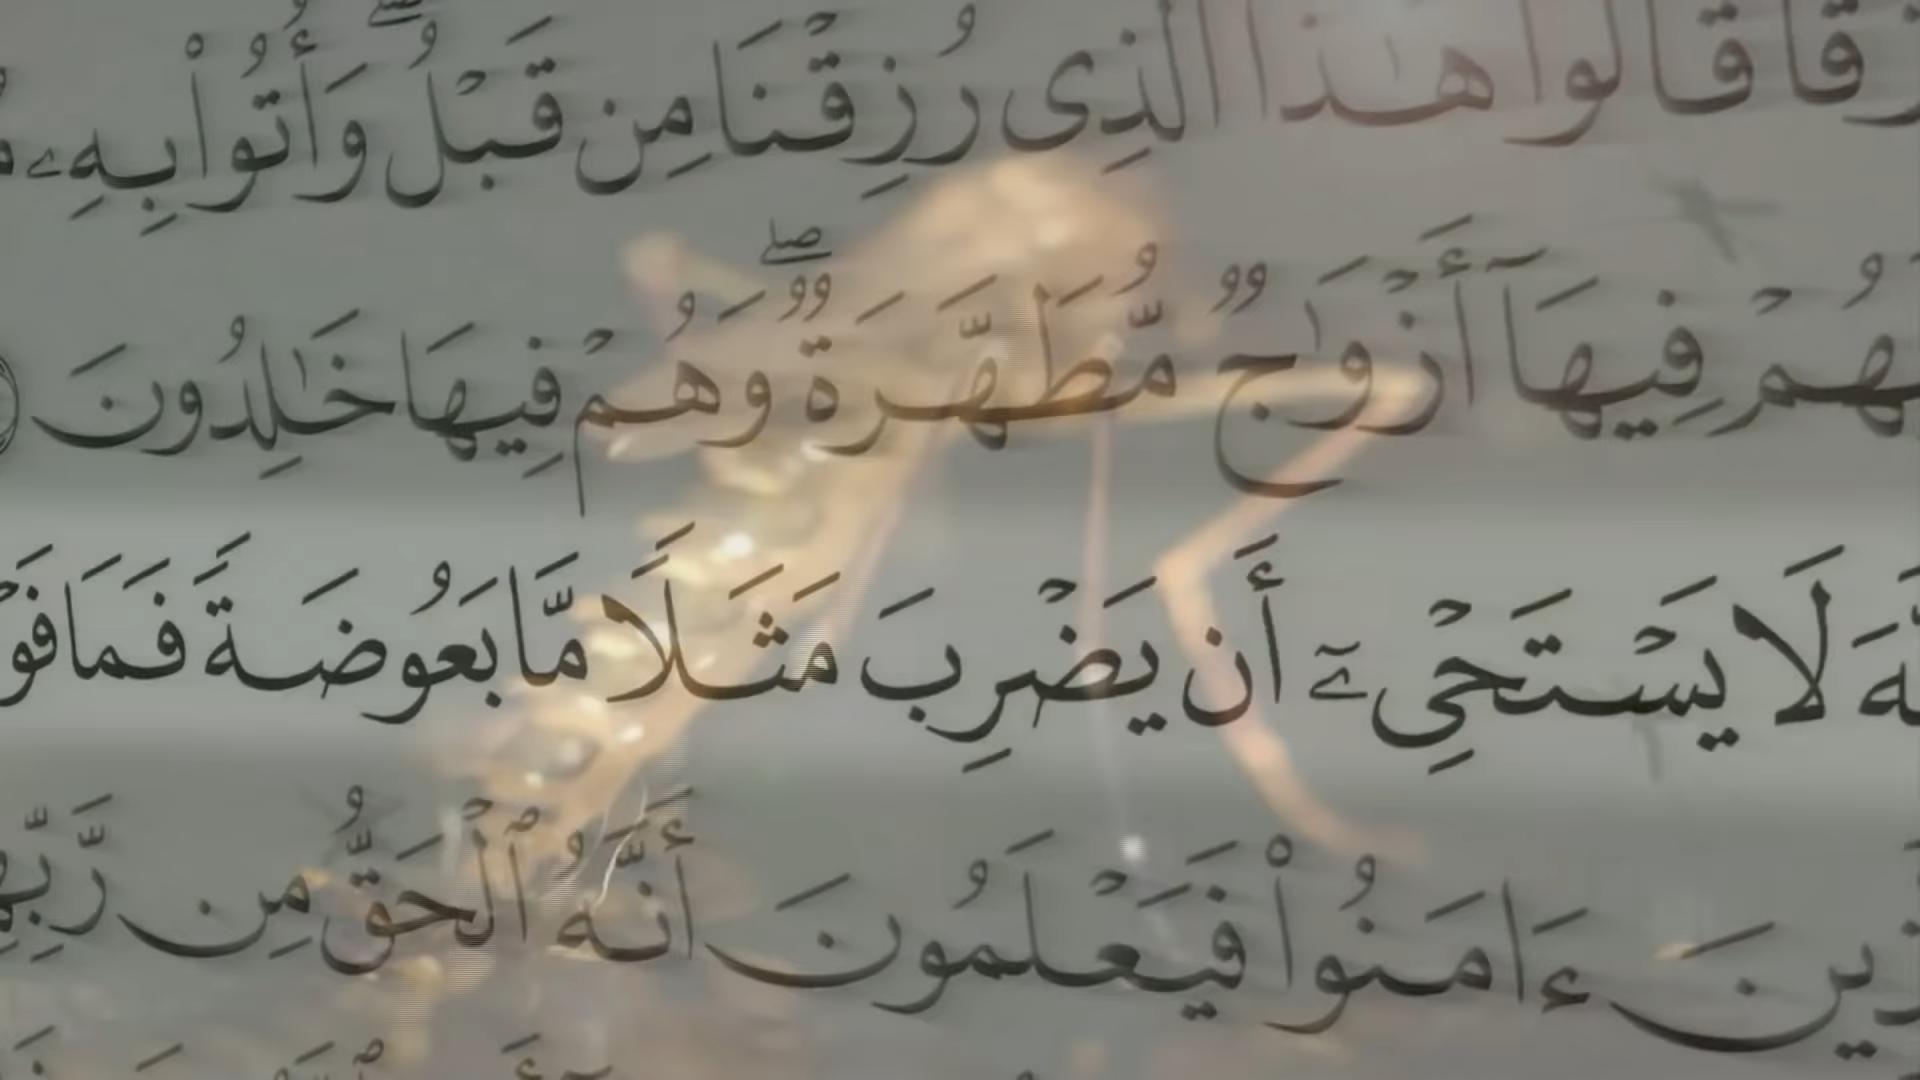 قَالُوا۟ هَـٰذَا ٱلَّذِى رُزِقْنَا مِن قَبْلُ ۖ وَأُتُوا۟ بِهِۦ
فِيهَآ أَزْوَٰجٌ مُّطَهَّرَةٌ ۖ وَهُمْ فِيهَا خَـٰلِدُونَ
لَا يَسْتَحْىِۦٓ أَن يَضْرِبَ مَثَلًا مَّا بَعُوضَةً فَمَا
ءَامَنُوا۟ فَيَعْلَمُونَ أَنَّهُ ٱلْحَقُّ مِن